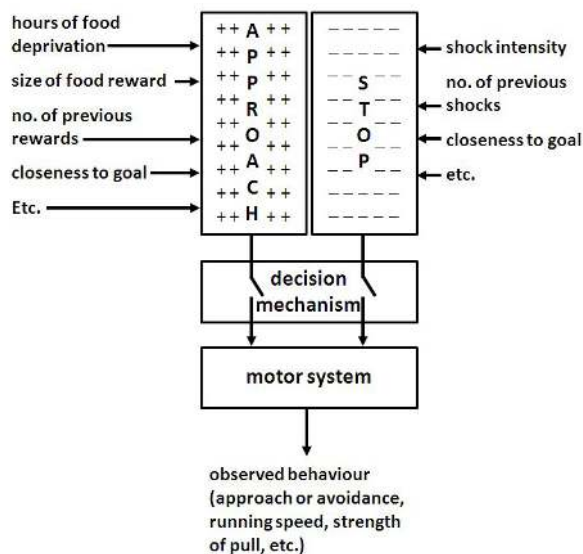 hours of food
deprivation
size of food reward
no. of previous
rewards
closeness to goal
Etc.
++ A ++
++ P ++
++ P ++
++ R ++
++ O ++
++ A ++
++ C ++
++ H ++
– – – – –
– – – – –
– – S – –
– – T – –
– – O – –
– – P – –
– – – – –
– – – – –
shock intensity
no. of previous
shocks
closeness to goal
etc.
decision
mechanism
motor system
observed behaviour
(approach or avoidance,
running speed, strength
of pull, etc.)